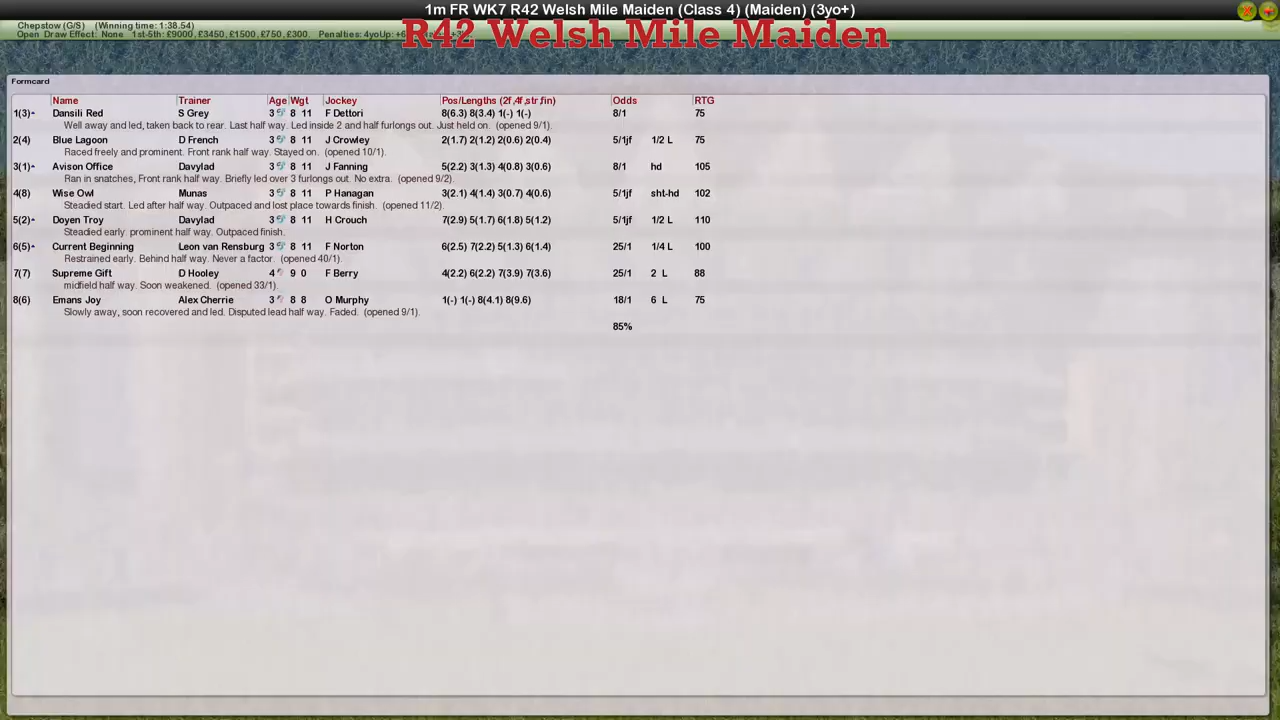 1m FR WK7 R42 Welsh Mile Maiden (Class 4) (Maiden) (3yo+)
Chepstow (G/S) (Winning time: 1:38.54)
R42 Welsh Mile Maiden
Open Draw Effect: None 1st-5th: £9000, £3450, £1500, £750, £300, Penalties: 4yoUp:
Formcard
Name Trainer Age Wgt Jockey Pos/Lengths (2f,4f,str,fin) Odds RTG
1(3) Dansili Red S Grey 3 8 11 F Dettori 8(6.3) 8(3.4) 1(-) 1(-) 8/1 75
Well away and led, taken back to rear. Last half way. Led inside 2 and half furlongs out. Just held on. (opened 9/1).
2(4) Blue Lagoon D French 3 8 11 J Crowley 2(1.7) 2(1.2) 2(0.6) 2(0.4) 5/1jf 1/2 L 75
Raced freely and prominent. Front rank half way. Stayed on. (opened 10/1).
3(1) Avison Office Davylad 3 8 11 J Fanning 5(2.2) 3(1.3) 4(0.8) 3(0.6) 8/1 hd 105
Ran in snatches, Front rank half way. Briefly led over 3 furlongs out. No extra. (opened 9/2).
4(8) Wise Owl Munas 3 8 11 P Hanagan 3(2.1) 4(1.4) 3(0.7) 4(0.6) 5/1jf sht-hd 102
Steadied start. Led after half way. Outpaced and lost place towards finish. (opened 11/2).
5(2) Doyen Troy Davylad 3 8 11 H Crouch 7(2.9) 5(1.7) 6(1.8) 5(1.2) 5/1jf 1/2 L 110
Steadied early. prominent half way. Outpaced finish.
6(5) Current Beginning Leon van Rensburg 3 8 11 F Norton 6(2.5) 7(2.2) 5(1.3) 6(1.4) 25/1 1/4 L 100
Restrained early. Behind half way. Never a factor. (opened 40/1).
7(7) Supreme Gift D Hooley 4 9 0 F Berry 4(2.2) 6(2.2) 7(3.9) 7(3.6) 25/1 2 L 88
midfield half way. Soon weakened. (opened 33/1).
8(6) Emans Joy Alex Cherrie 3 8 8 O Murphy 1(-) 1(-) 8(4.1) 8(9.6) 18/1 6 L 75
Slowly away, soon recovered and led. Disputed lead half way. Faded. (opened 9/1).
85%